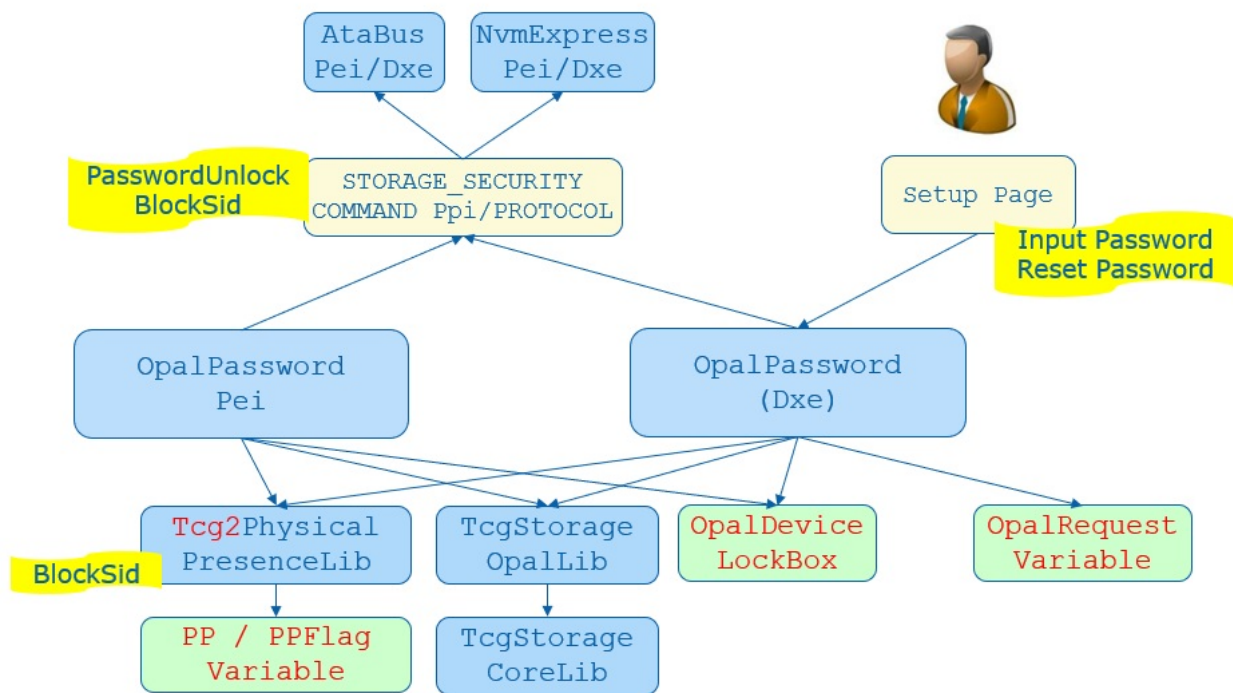 AtaBus
Pei/Dxe
NvmExpress
Pei/Dxe
PasswordUnlock
BlockSid
STORAGE_SECURITY
COMMAND Ppi/PROTOCOL
Setup Page
Input Password
Reset Password
OpalPassword
Pei
OpalPassword
(Dxe)
Tcg2Physical
PresenceLib
TcgStorage
OpalLib
OpalDevice
LockBox
OpalRequest
Variable
BlockSid
PP / PPFlag
Variable
TcgStorage
CoreLib